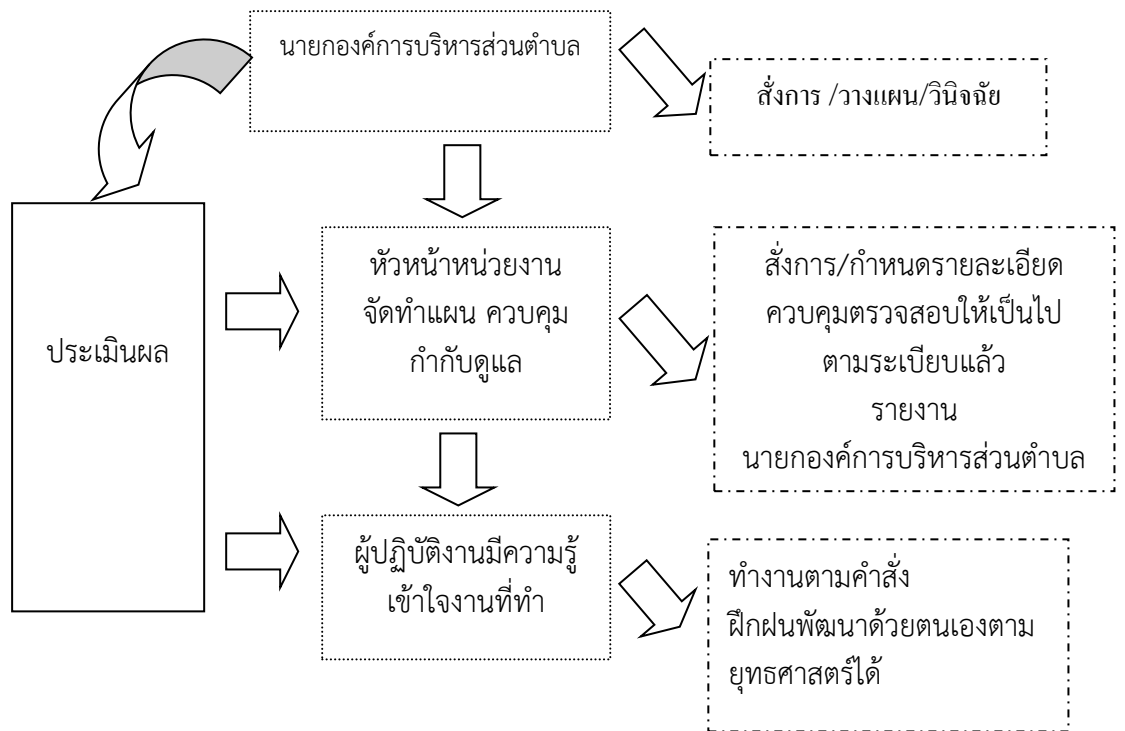 นายกองค์การบริหารส่วนตำบล
สั่งการ /วางแผน/วินิจฉัย
ประเมินผล
หัวหน้าหน่วยงาน
จัดทำแผน ควบคุม
กำกับดูแล
สั่งการ/กำหนดรายละเอียด
ควบคุมตรวจสอบให้เป็นไป
ตามระเบียบแล้ว
รายงาน
นายกองค์การบริหารส่วนตำบล
ผู้ปฏิบัติงานมีความรู้
เข้าใจงานที่ทำ
ทำงานตามคำสั่ง
ฝึกฝนพัฒนาด้วยตนเองตาม
ยุทธศาสตร์ได้